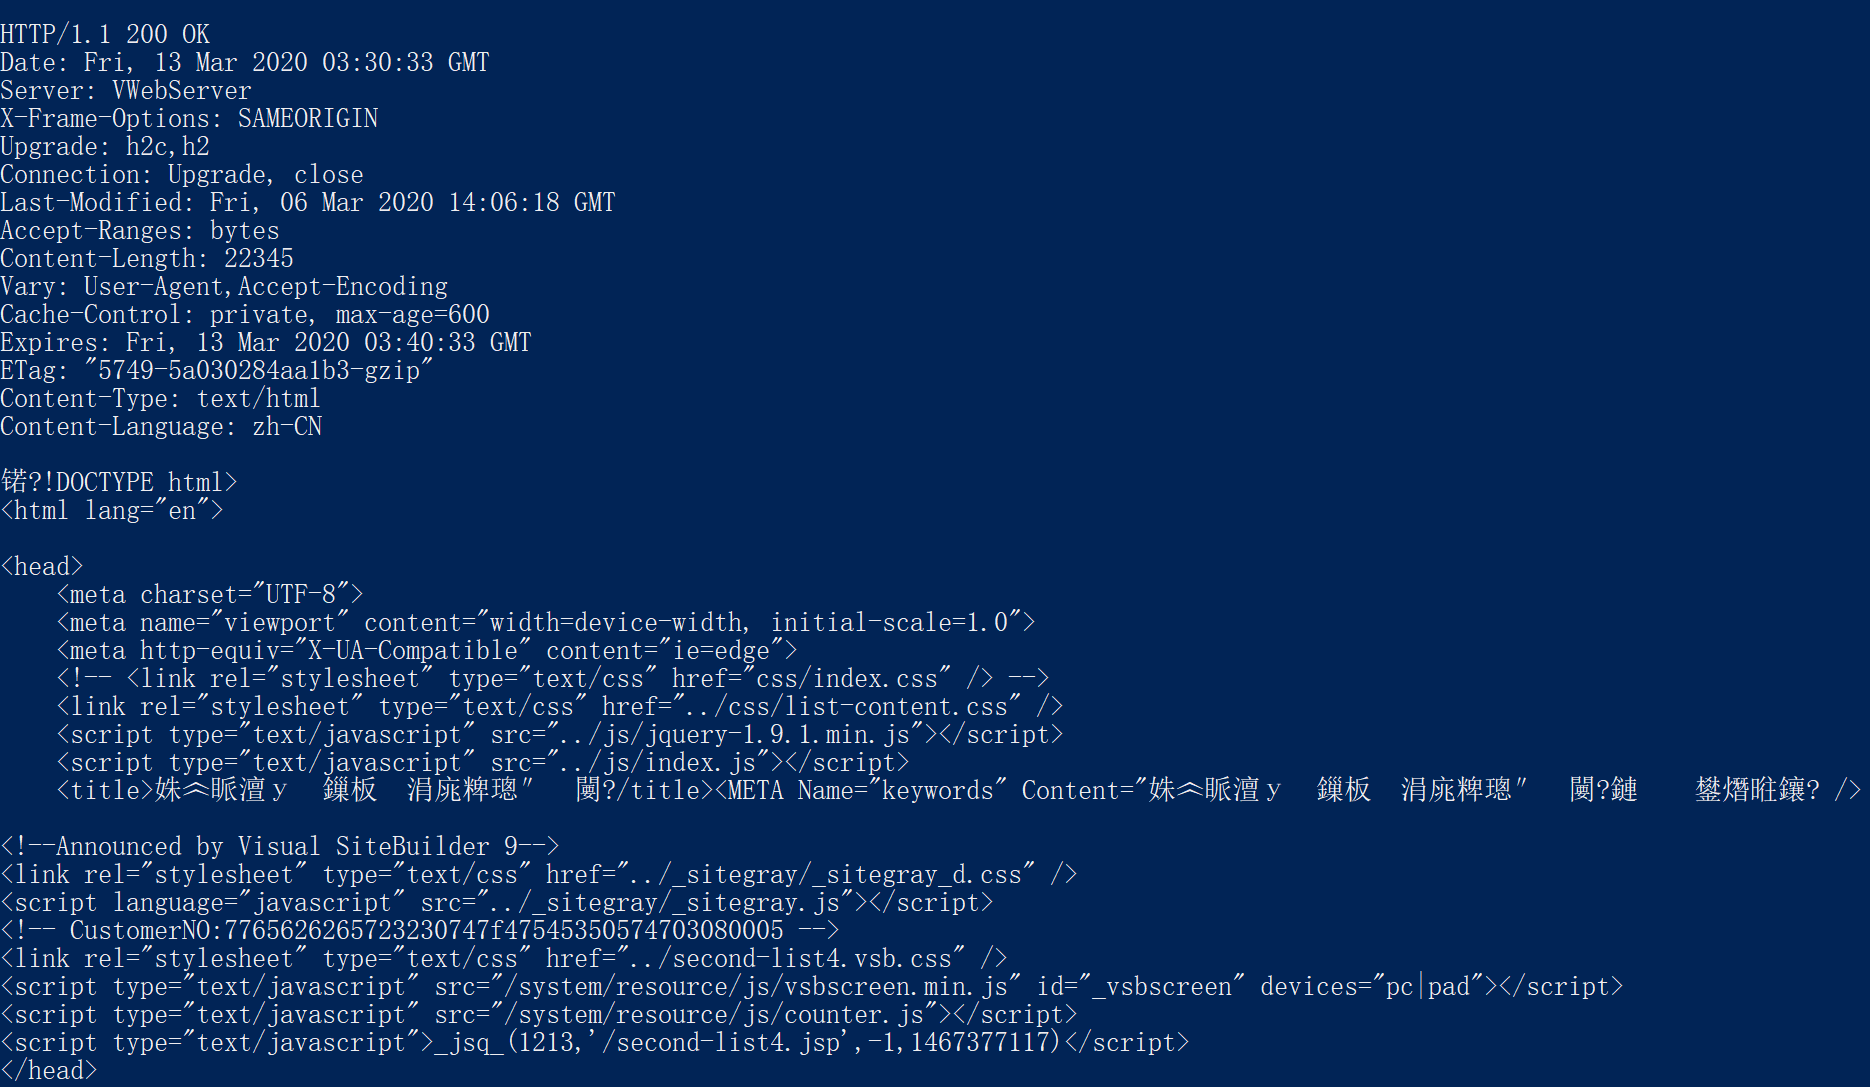 HTTP/1.1 200 OK
Date: Fri, 13 Mar 2020 03:30:33 GMT
Server: VWebServer
X-Frame-Options: SAMEORIGIN
Upgrade: h2c,h2
Connection: Upgrade, close
Last-Modified: Fri, 06 Mar 2020 14:06:18 GMT
Accept-Ranges: bytes
Content-Length: 22345
Vary: User-Agent,Accept-Encoding
Cache-Control: private, max-age=600
Expires: Fri, 13 Mar 2020 03:40:33 GMT
ETag: "5749-5a030284aa1b3-gzip"
Content-Type: text/html
Content-Language: zh-CN
锘?!DOCTYPE html>
<html lang="en">
<head>
<meta charset="UTF-8">
<meta name="viewport" content="width=device-width, initial-scale=1.0">
<meta http-equiv="X-UA-Compatible" content="ie=edge">
<!-- <link rel="stylesheet" type="text/css" href="css/index.css" /> -->
<link rel="stylesheet" type="text/css" href="../css/list-content.css" />
<script type="text/javascript" src="../js/jquery-1.9.1.min.js"></script>
<script type="text/javascript" src="../js/index.js"></script>
<title>姝︽眽澶у 鏁板 涓庣粺璁″ 闄?/title><META Name="keywords" Content="姝︽眽澶у 鏁板 涓庣粺璁″ 闄?鏈 鐢熸暀鑲? />
<!--Announced by Visual SiteBuilder 9-->
<link rel="stylesheet" type="text/css" href="../_sitegray/_sitegray_d.css" />
<script language="javascript" src="../_sitegray/_sitegray.js"></script>
<!-- CustomerNO:7765626265723230747f47545350574703080005 -->
<link rel="stylesheet" type="text/css" href="../second-list4.vsb.css" />
<script type="text/javascript" src="/system/resource/js/vsbscreen.min.js" id="_vsbscreen" devices="pc|pad"></script>
<script type="text/javascript" src="/system/resource/js/counter.js"></script>
<script type="text/javascript">_jsq_(1213,'/second-list4.jsp',-1,1467377117)</script>
</head>